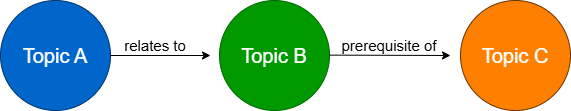 Topic A
relates to
Topic B
prerequisite of
Topic C